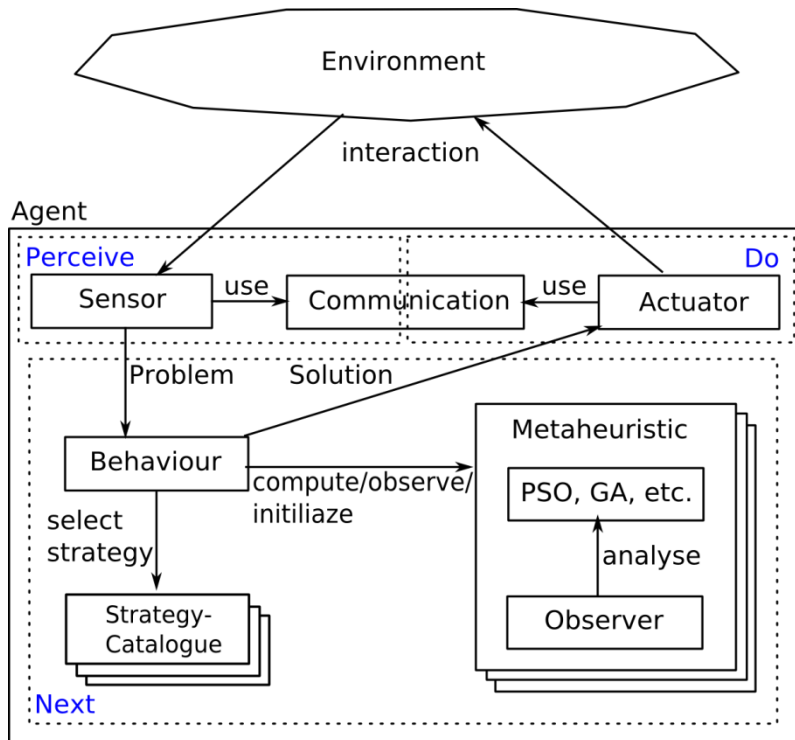 Environment
interaction
Agent
Perceive
Do
Sensor
use
Communication
use
Actuator
Problem
Solution
Behaviour
compute/observe/
initiliaze
select
strategy
Strategy-
Catalogue
Metaheuristic
PSO, GA, etc.
analyse
Observer
Next